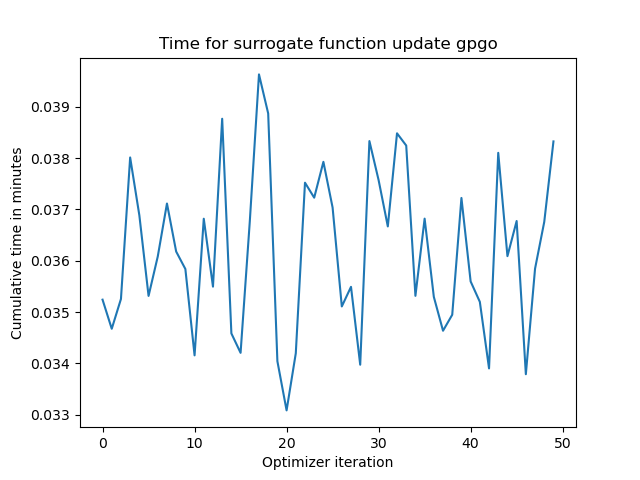 Time for surrogate function update gpgo
Cumulative time in minutes
0.039
0.038
0.037
0.036
0.035
0.034
0.033
0 10 20 30 40 50
Optimizer iteration